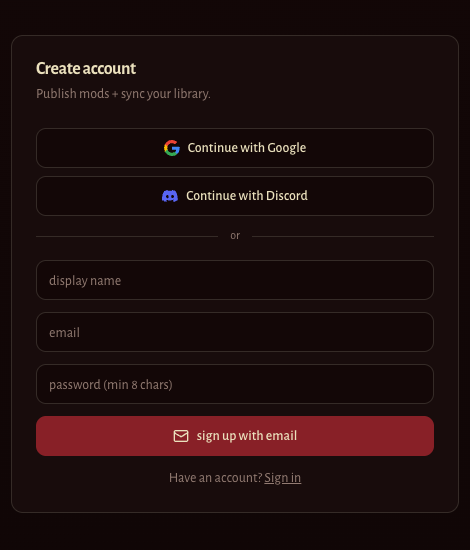 Create account
Publish mods + sync your library.
Continue with Google
Continue with Discord
or
display name
email
password (min 8 chars)
sign up with email
Have an account? Sign in